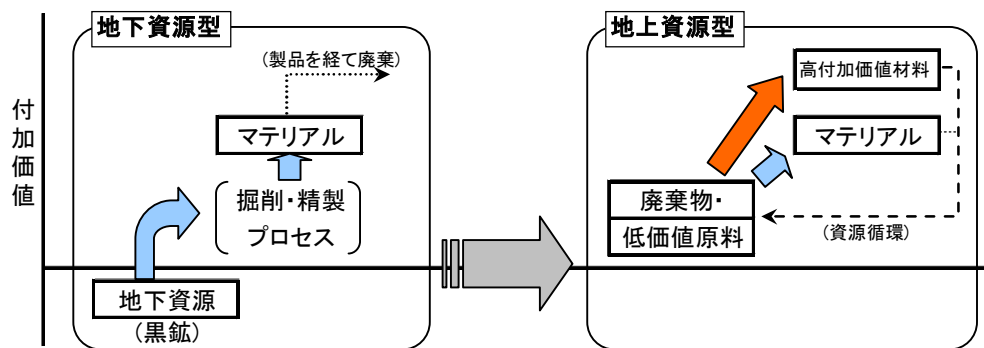 付加価値
地下資源型
(製品を経て廃棄)
マテリアル
掘削・精製
プロセス
地下資源
(黒鉱)
地上資源型
高付加価値材料
マテリアル
廃棄物・
低価値原料
(資源循環)